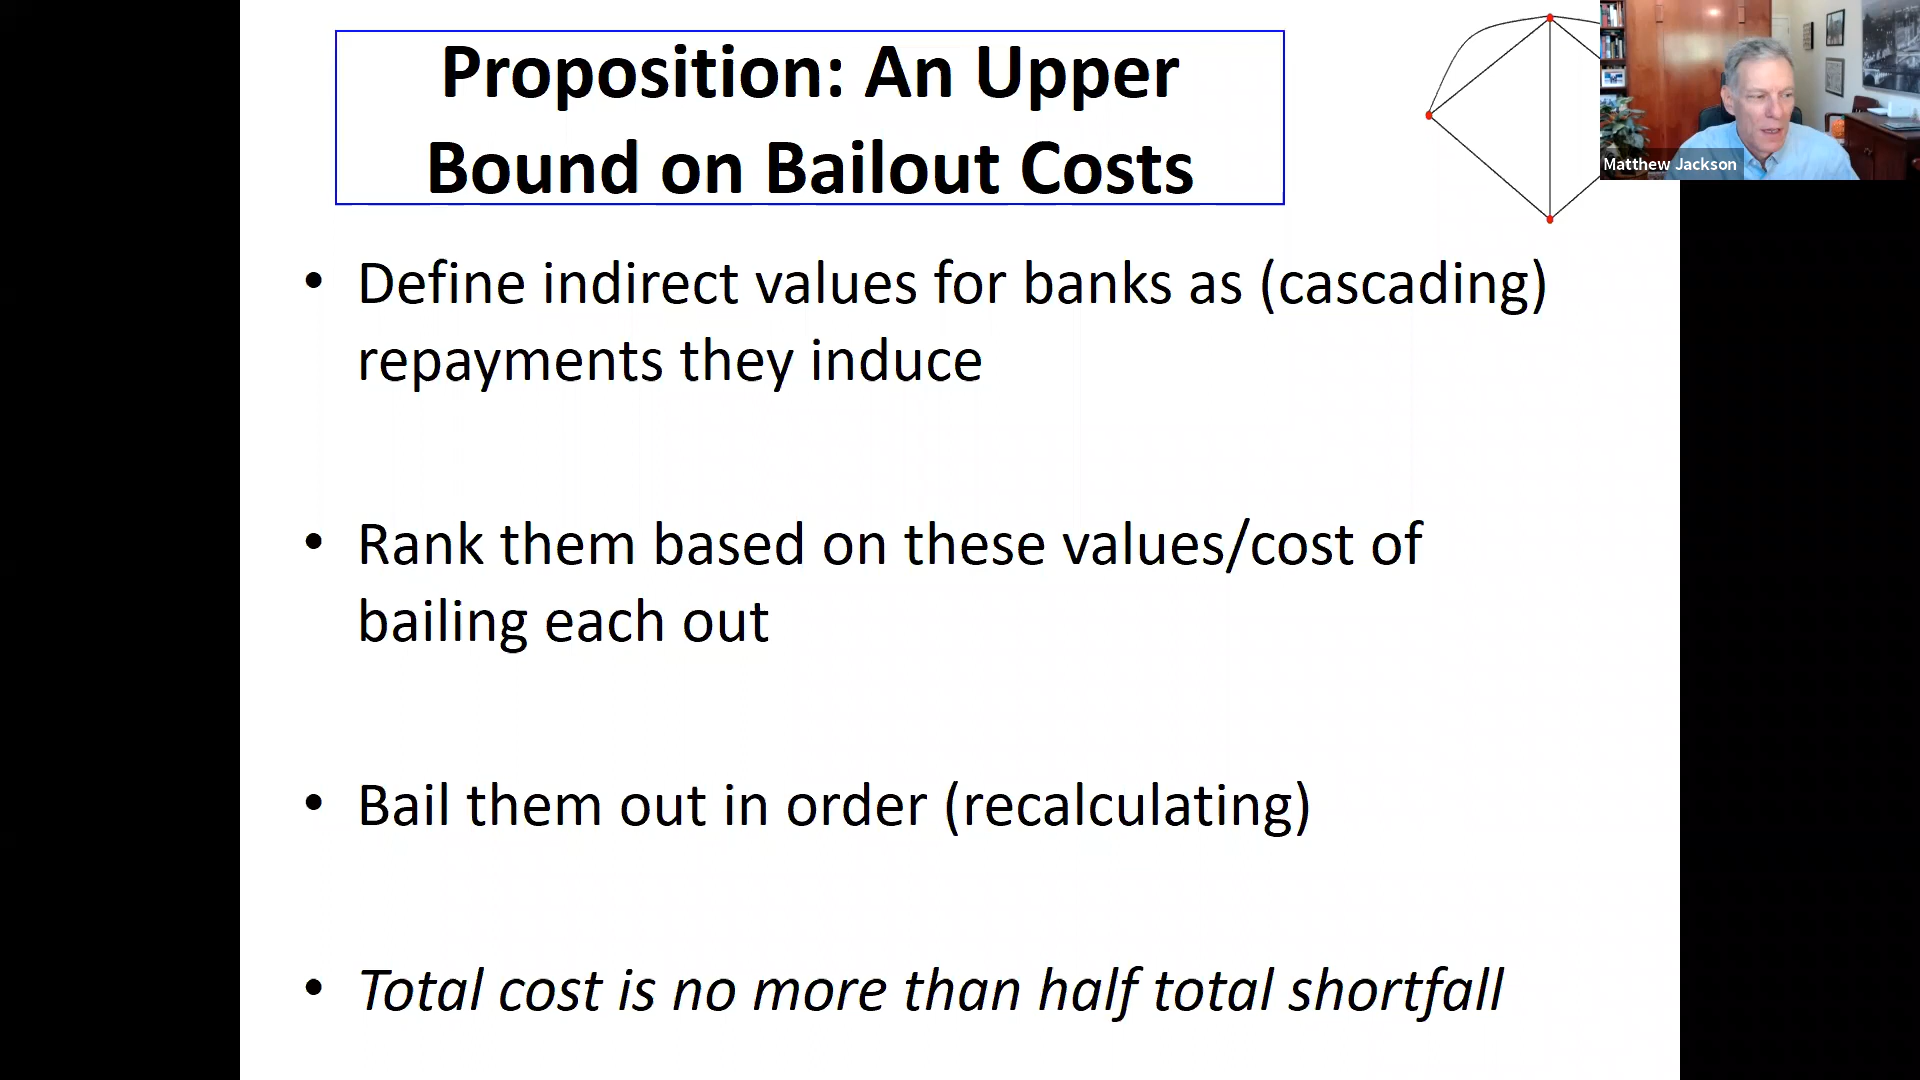 Proposition: An Upper
Bound on Bailout Costs
Matthew Jackson
• Define indirect values for banks as (cascading)
repayments they induce
• Rank them based on these values/cost of
bailing each out
• Bail them out in order (recalculating)
• Total cost is no more than half total shortfall